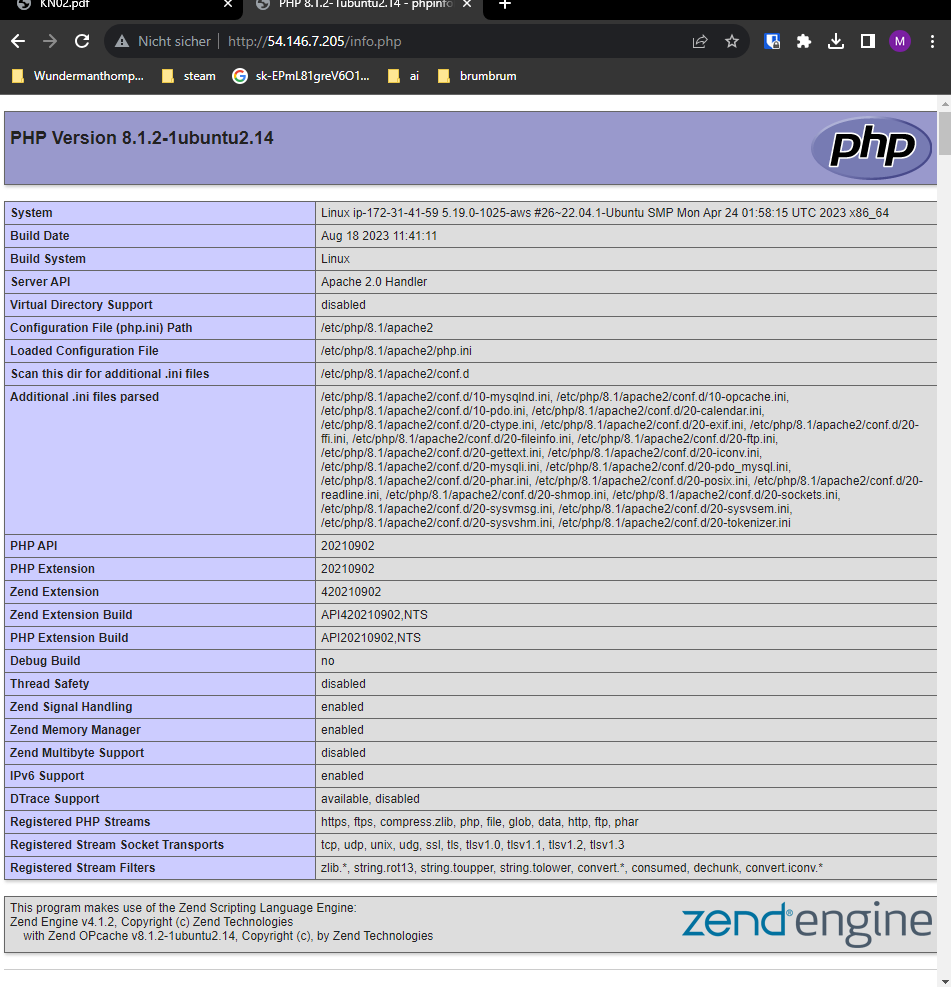 KN02.pdf
PHP 8.1.2-1ubuntu2.14 - phpinfo
Nicht sicher
http://54.146.7.205/info.php
M
Wundermanthomp...
steam
sk-EPmL81greV6O1...
ai
brumbrum
PHP Version 8.1.2-1ubuntu2.14
php
System Linux ip-172-31-41-59 5.19.0-1025-aws #26~22.04.1-Ubuntu SMP Mon Apr 24 01:58:15 UTC 2023 x86_64
Build Date Aug 18 2023 11:41:11
Build System Linux
Server API Apache 2.0 Handler
Virtual Directory Support disabled
Configuration File (php.ini) Path /etc/php/8.1/apache2
Loaded Configuration File /etc/php/8.1/apache2/php.ini
Scan this dir for additional .ini files /etc/php/8.1/apache2/conf.d
Additional .ini files parsed /etc/php/8.1/apache2/conf.d/10-mysqlnd.ini, /etc/php/8.1/apache2/conf.d/10-opcache.ini,
/etc/php/8.1/apache2/conf.d/10-pdo.ini, /etc/php/8.1/apache2/conf.d/20-calendar.ini,
/etc/php/8.1/apache2/conf.d/20-ctype.ini, /etc/php/8.1/apache2/conf.d/20-exif.ini, /etc/php/8.1/apache2/conf.d/20-
ffi.ini, /etc/php/8.1/apache2/conf.d/20-fileinfo.ini, /etc/php/8.1/apache2/conf.d/20-ftp.ini,
/etc/php/8.1/apache2/conf.d/20-gettext.ini, /etc/php/8.1/apache2/conf.d/20-iconv.ini,
/etc/php/8.1/apache2/conf.d/20-mysqli.ini, /etc/php/8.1/apache2/conf.d/20-pdo_mysql.ini,
/etc/php/8.1/apache2/conf.d/20-phar.ini, /etc/php/8.1/apache2/conf.d/20-posix.ini, /etc/php/8.1/apache2/conf.d/20-
readline.ini, /etc/php/8.1/apache2/conf.d/20-shmop.ini, /etc/php/8.1/apache2/conf.d/20-sockets.ini,
/etc/php/8.1/apache2/conf.d/20-sysvmsg.ini, /etc/php/8.1/apache2/conf.d/20-sysvsem.ini,
/etc/php/8.1/apache2/conf.d/20-sysvshm.ini, /etc/php/8.1/apache2/conf.d/20-tokenizer.ini
PHP API 20210902
PHP Extension 20210902
Zend Extension 420210902
Zend Extension Build API420210902,NTS
PHP Extension Build API20210902,NTS
Debug Build no
Thread Safety disabled
Zend Signal Handling enabled
Zend Memory Manager enabled
Zend Multibyte Support disabled
IPv6 Support enabled
DTrace Support available, disabled
Registered PHP Streams https, ftps, compress.zlib, php, file, glob, data, http, ftp, phar
Registered Stream Socket Transports tcp, udp, unix, udg, ssl, tls, tlsv1.0, tlsv1.1, tlsv1.2, tlsv1.3
Registered Stream Filters zlib.*, string.rot13, string.toupper, string.tolower, convert.*, consumed, dechunk, convert.iconv.*
This program makes use of the Zend Scripting Language Engine:
Zend Engine v4.1.2, Copyright (c) Zend Technologies
with Zend OPcache v8.1.2-1ubuntu2.14, Copyright (c), by Zend Technologies
zend® engine